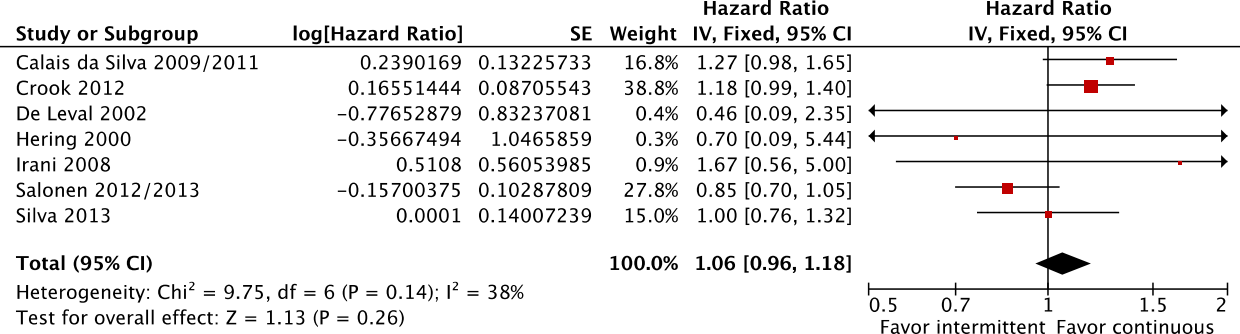 Hazard Ratio Hazard Ratio
Study or Subgroup log[Hazard Ratio] SE Weight IV, Fixed, 95% CI IV, Fixed, 95% CI
Calais da Silva 2009/2011 0.2390169 0.13225733 16.8% 1.27 [0.98, 1.65]
Crook 2012 0.16551444 0.08705543 38.8% 1.18 [0.99, 1.40]
De Leval 2002 −0.77652879 0.83237081 0.4% 0.46 [0.09, 2.35]
Hering 2000 −0.35667494 1.0465859 0.3% 0.70 [0.09, 5.44]
Irani 2008 0.5108 0.56053985 0.9% 1.67 [0.56, 5.00]
Salonen 2012/2013 −0.15700375 0.10287809 27.8% 0.85 [0.70, 1.05]
Silva 2013 0.0001 0.14007239 15.0% 1.00 [0.76, 1.32]
Total (95% CI) 100.0% 1.06 [0.96, 1.18]
Heterogeneity: Chi² = 9.75, df = 6 (P = 0.14); I² = 38%
Test for overall effect: Z = 1.13 (P = 0.26)
0.5 0.7 1 1.5 2
Favor intermittent Favor continuous